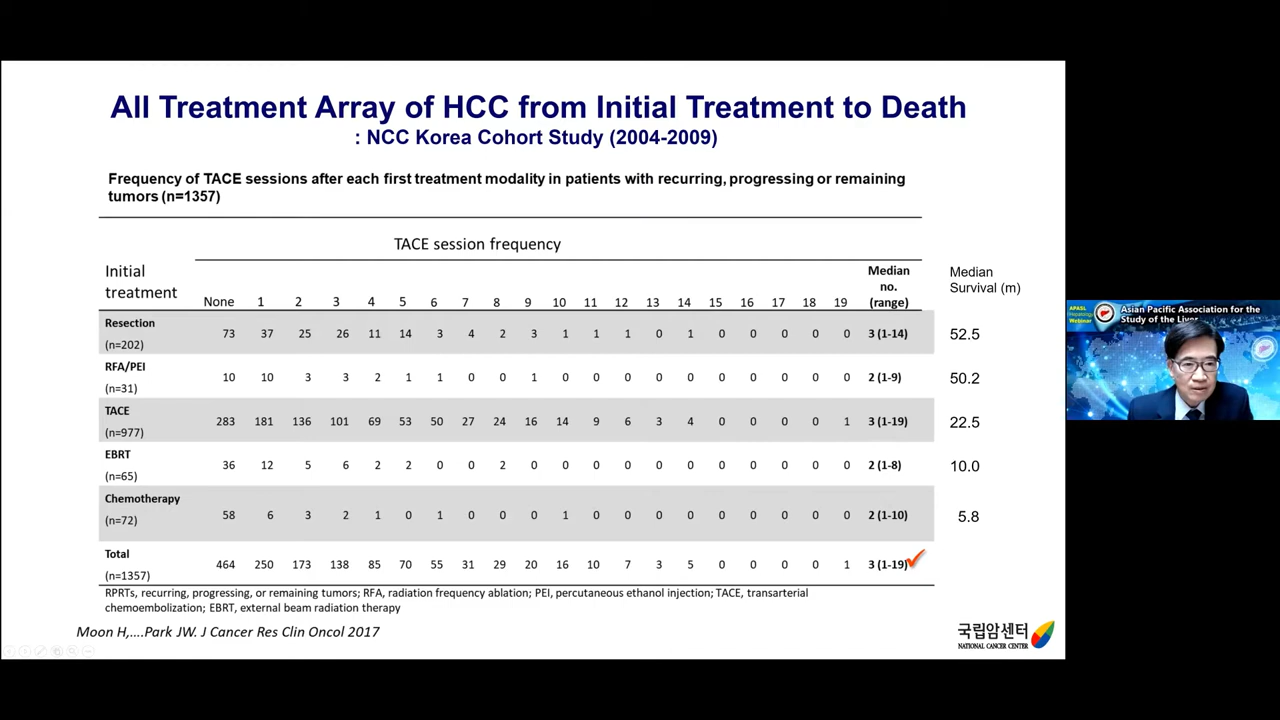 All Treatment Array of HCC from Initial Treatment to Death
: NCC Korea Cohort Study (2004-2009)
Frequency of TACE sessions after each first treatment modality in patients with recurring, progressing or remaining
tumors (n=1357)
TACE session frequency
Initial
treatment
None 1 2 3 4 5 6 7 8 9 10 11 12 13 14 15 16 17 18 19
Median
no.
(range)
Median
Survival (m)
Resection
(n=202)
73 37 25 26 11 14 3 4 2 3 1 1 1 0 1 0 0 0 0 0 3 (1-14) 52.5
RFA/PEI
(n=31)
10 10 3 3 2 1 1 0 0 1 0 0 0 0 0 0 0 0 0 0 2 (1-9) 50.2
TACE
(n=977)
283 181 136 101 69 53 50 27 24 16 14 9 6 3 4 0 0 0 0 1 3 (1-19) 22.5
EBRT
(n=65)
36 12 5 6 2 2 0 0 2 0 0 0 0 0 0 0 0 0 0 0 2 (1-8) 10.0
Chemotherapy
(n=72)
58 6 3 2 1 0 1 0 0 0 1 0 0 0 0 0 0 0 0 0 2 (1-10) 5.8
Total
(n=1357)
464 250 173 138 85 70 55 31 29 20 16 10 7 3 5 0 0 0 0 1 3 (1-19)
RPRTs, recurring, progressing, or remaining tumors; RFA, radiation frequency ablation; PEI, percutaneous ethanol injection; TACE, transarterial
chemoembolization; EBRT, external beam radiation therapy
Moon H,....Park JW. J Cancer Res Clin Oncol 2017
국립암센터
NATIONAL CANCER CENTER
APASL
Hepatology
Webinar
Asian Pacific Association for the
Study of the Liver